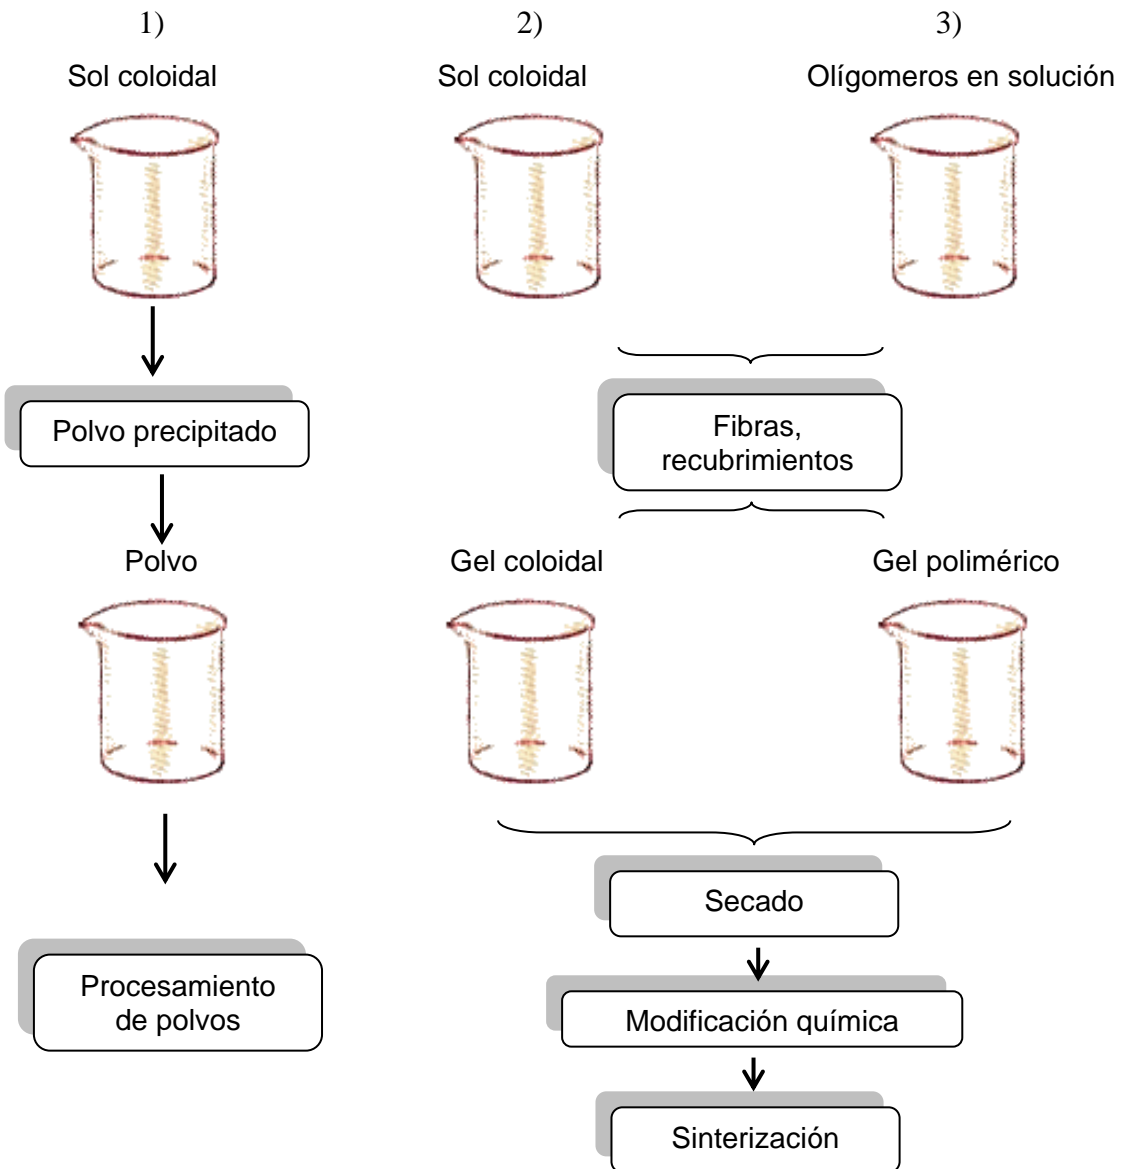 1)
2)
3)
Sol coloidal
Sol coloidal
Olígomeros en solución
Polvo precipitado
Fibras,
recubrimientos
Polvo
Gel coloidal
Gel polimérico
Secado
Procesamiento
de polvos
Modificación química
Sinterización